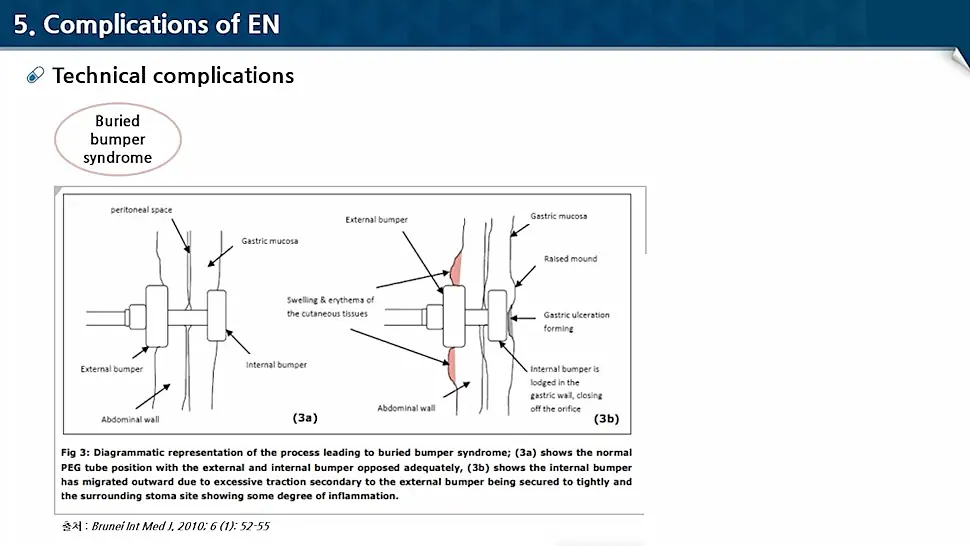 5. Complications of EN
Technical complications
Buried
bumper
syndrome
peritoneal space
Gastric mucosa
External bumper
Internal bumper
Abdominal wall
(3a)
External bumper
Gastric mucosa
Raised mound
Swelling & erythema of
the cutaneous tissues
Gastric ulceration
forming
Internal bumper is
lodged in the
gastric wall, closing
off the orifice
Abdominal wall
(3b)
Fig 3: Diagrammatic representation of the process leading to buried bumper syndrome; (3a) shows the normal
PEG tube position with the external and internal bumper opposed adequately, (3b) shows the internal bumper
has migrated outward due to excessive traction secondary to the external bumper being secured to tightly and
the surrounding stoma site showing some degree of inflammation.
출처 : Brunei Int Med J, 2010; 6 (1): 52-55